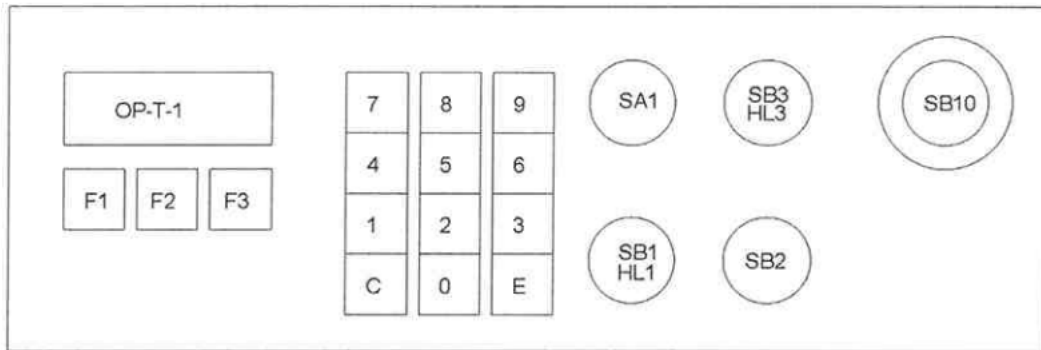 OP-T-1
F1 F2 F3
7 8 9
4 5 6
1 2 3
C 0 E
SA1
SB3
HL3
SB10
SB1
HL1
SB2